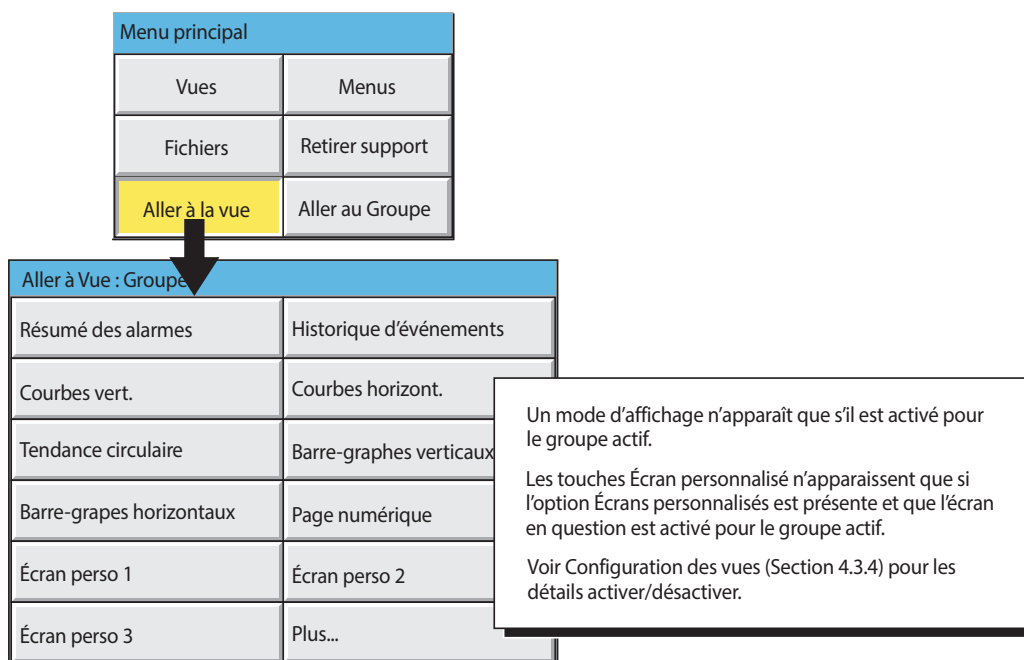 Menu principal
Vues
Menus
Fichiers
Retirer support
Aller à la vue
Aller au Groupe
Aller à Vue : Groupe
Résumé des alarmes
Historique d'événements
Courbes vert.
Courbes horizont.
Tendance circulaire
Barre-graphes verticaux
Barre-grapes horizontaux
Page numérique
Écran perso 1
Écran perso 2
Écran perso 3
Plus...
Un mode d'affichage n'apparaît que s'il est activé pour
le groupe actif.
Les touches Écran personnalisé n'apparaissent que si
l'option Écrans personnalisés est présente et que l'écran
en question est activé pour le groupe actif.
Voir Configuration des vues (Section 4.3.4) pour les
détails activer/désactiver.